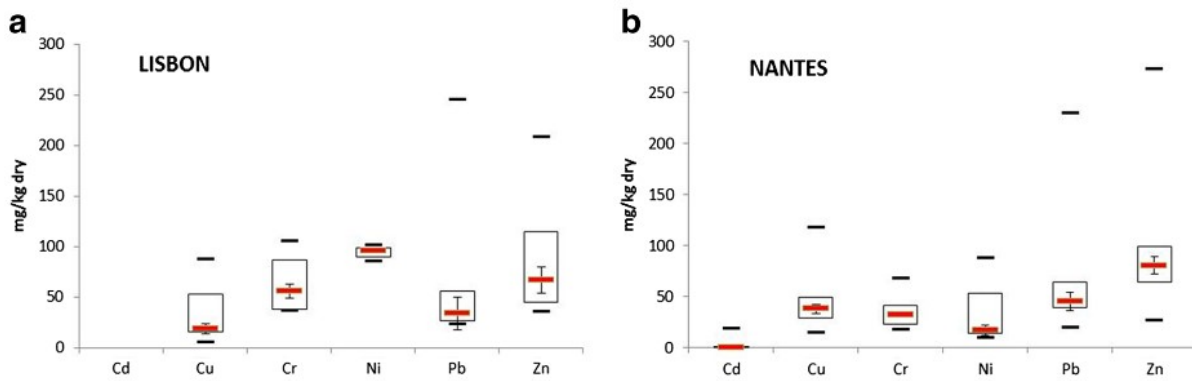 a
LISBON
mg/kg dry
300
250
200
150
100
50
0
Cd Cu Cr Ni Pb Zn
b
NANTES
mg/kg dry
300
250
200
150
100
50
0
Cd Cu Cr Ni Pb Zn